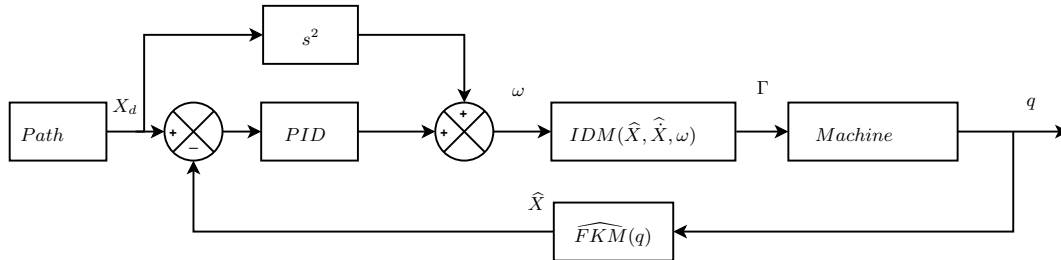 s²
Path
X_d
+
−
PID
+
+
ω
IDM(X̂, Ẋ̂, ω)
Γ
Machine
q
X̂
F̂K̂M̂(q)